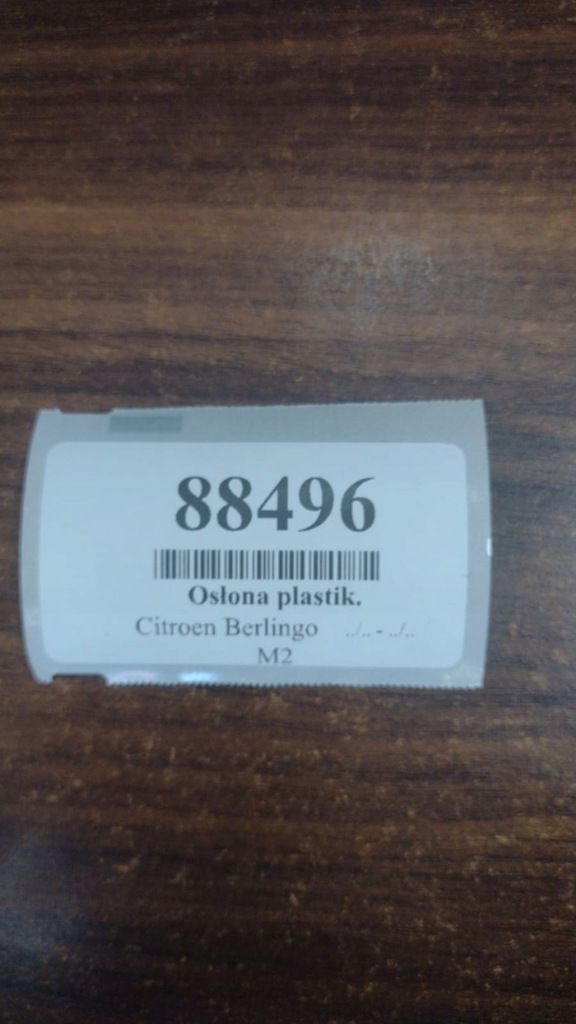 88496
Osłona plastik.
Citroen Berlingo ../.. - ../..
M2